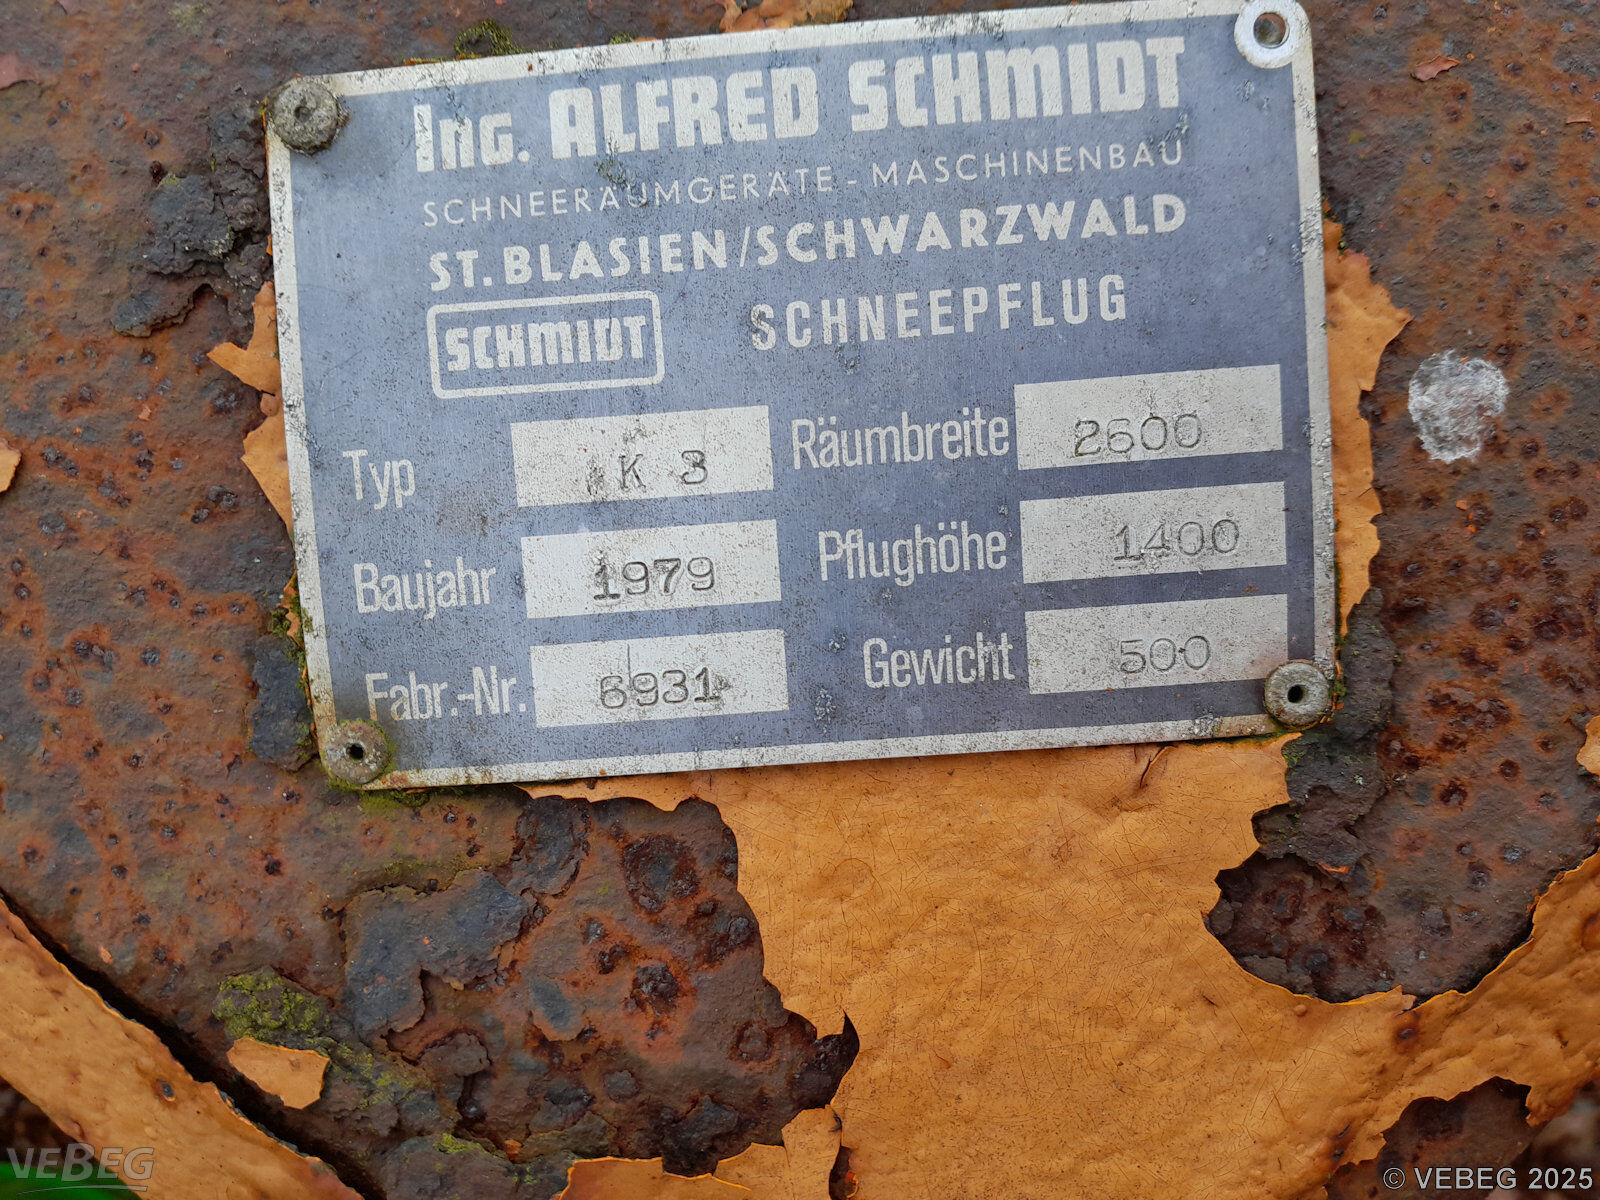 ING. ALFRED SCHMIDT
SCHNEERÄUMGERÄTE - MASCHINENBAU
ST. BLASIEN/SCHWARZWALD
SCHMIDT SCHNEEPFLUG
Typ K 3 Räumbreite 2600
Baujahr 1979 Pflughöhe 1400
Fabr.-Nr. 6931 Gewicht 500
VEBEG
© VEBEG 2025